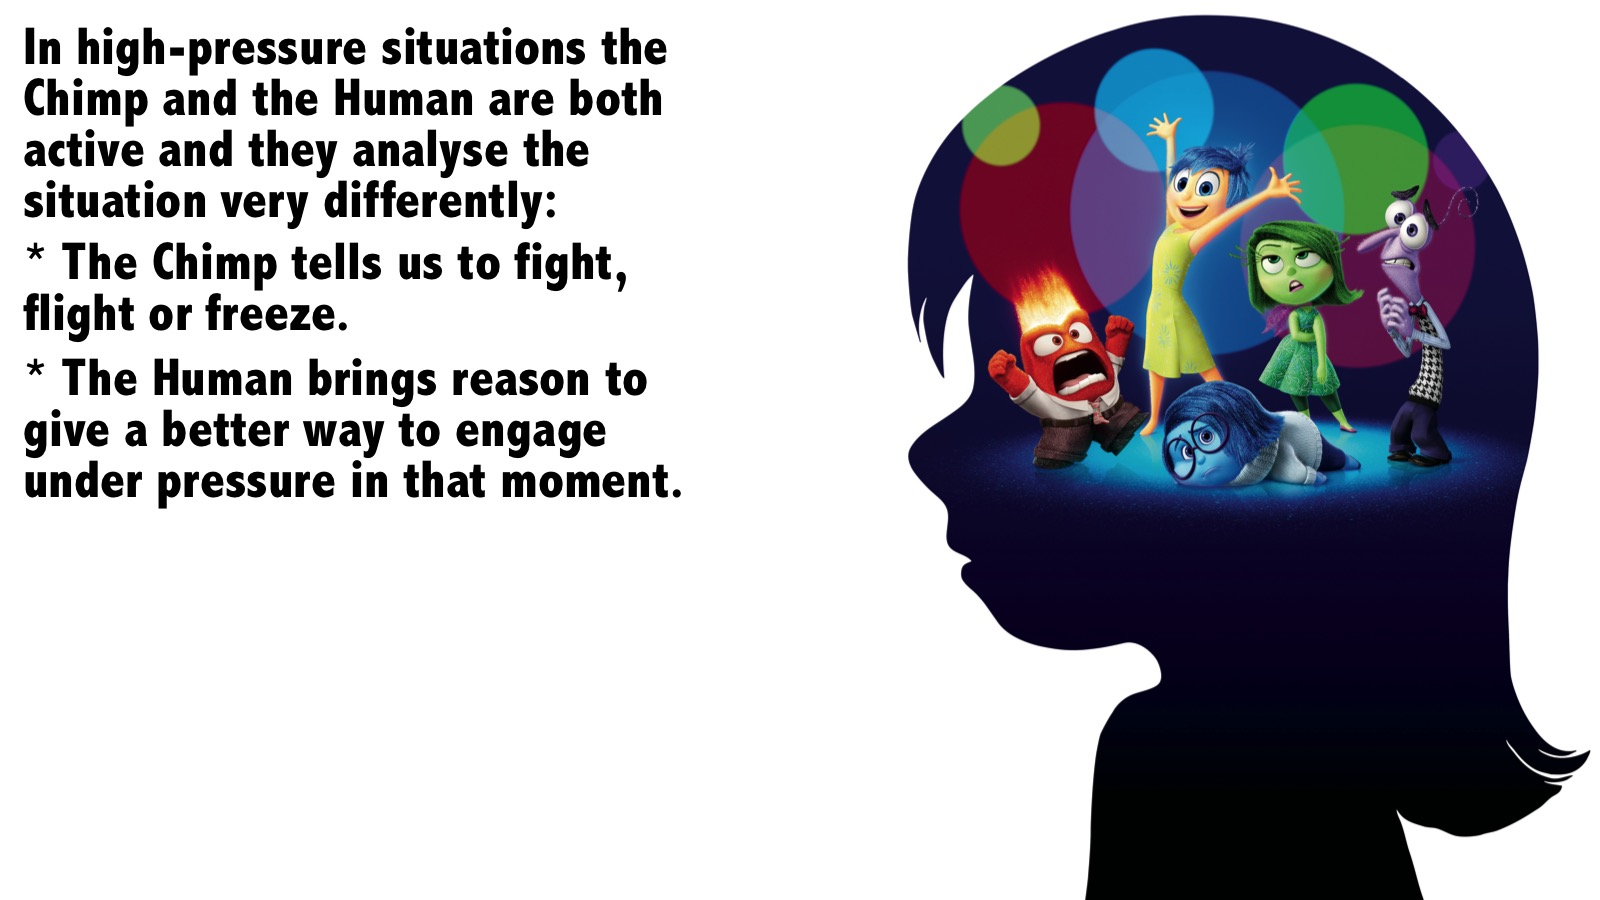 In high-pressure situations the
Chimp and the Human are both
active and they analyse the
situation very differently:
* The Chimp tells us to fight,
flight or freeze.
* The Human brings reason to
give a better way to engage
under pressure in that moment.